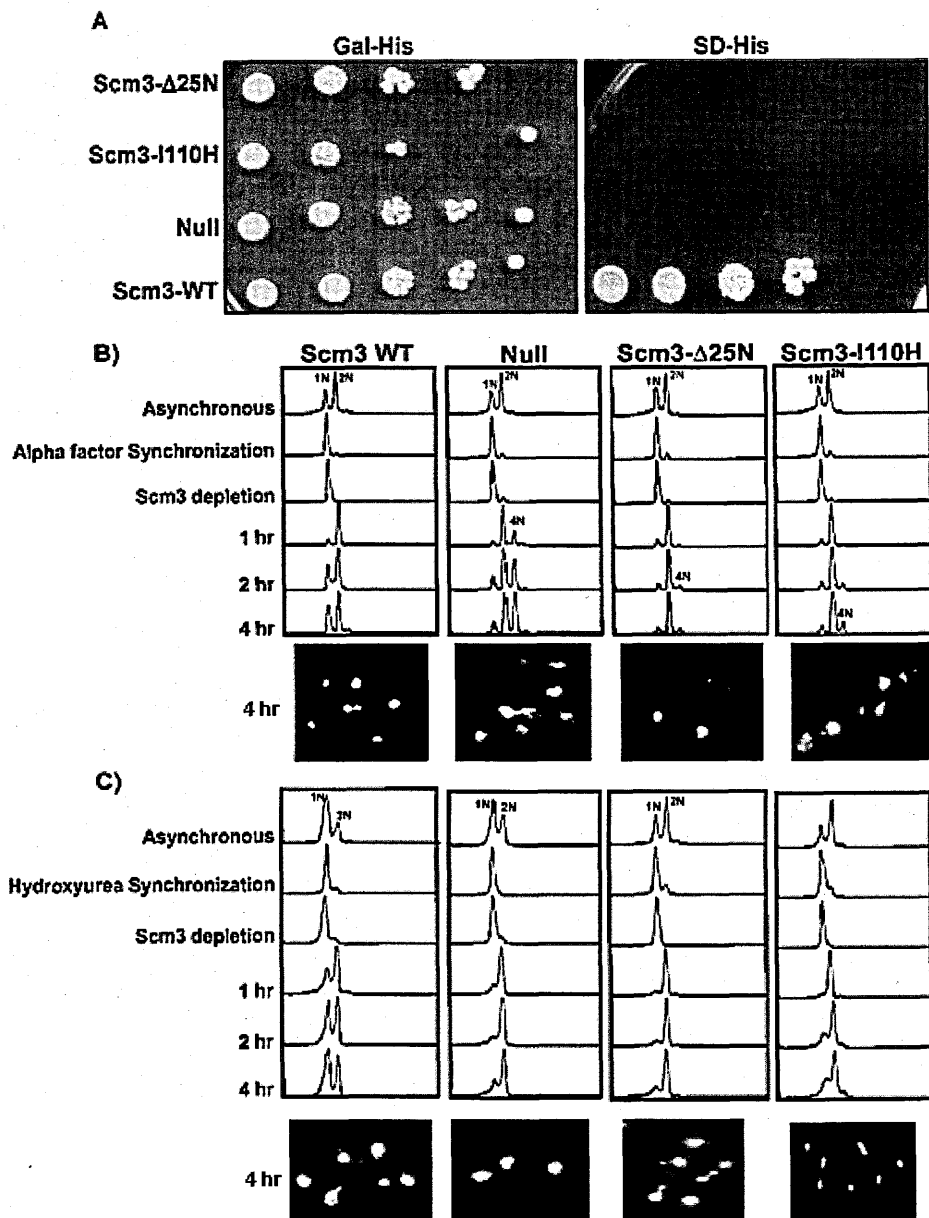 A
Gal-His SD-His
Scm3-Δ25N
Scm3-I110H
Null
Scm3-WT
B)
Scm3 WT Null Scm3-Δ25N Scm3-I110H
Asynchronous 1N 2N 1N 2N 1N 2N 1N 2N
Alpha factor Synchronization
Scm3 depletion
1 hr 4N
2 hr 4N
4 hr 4N
4 hr
C)
Asynchronous 1N 2N 1N 2N 1N 2N
Hydroxyurea Synchronization
Scm3 depletion
1 hr
2 hr
4 hr
4 hr